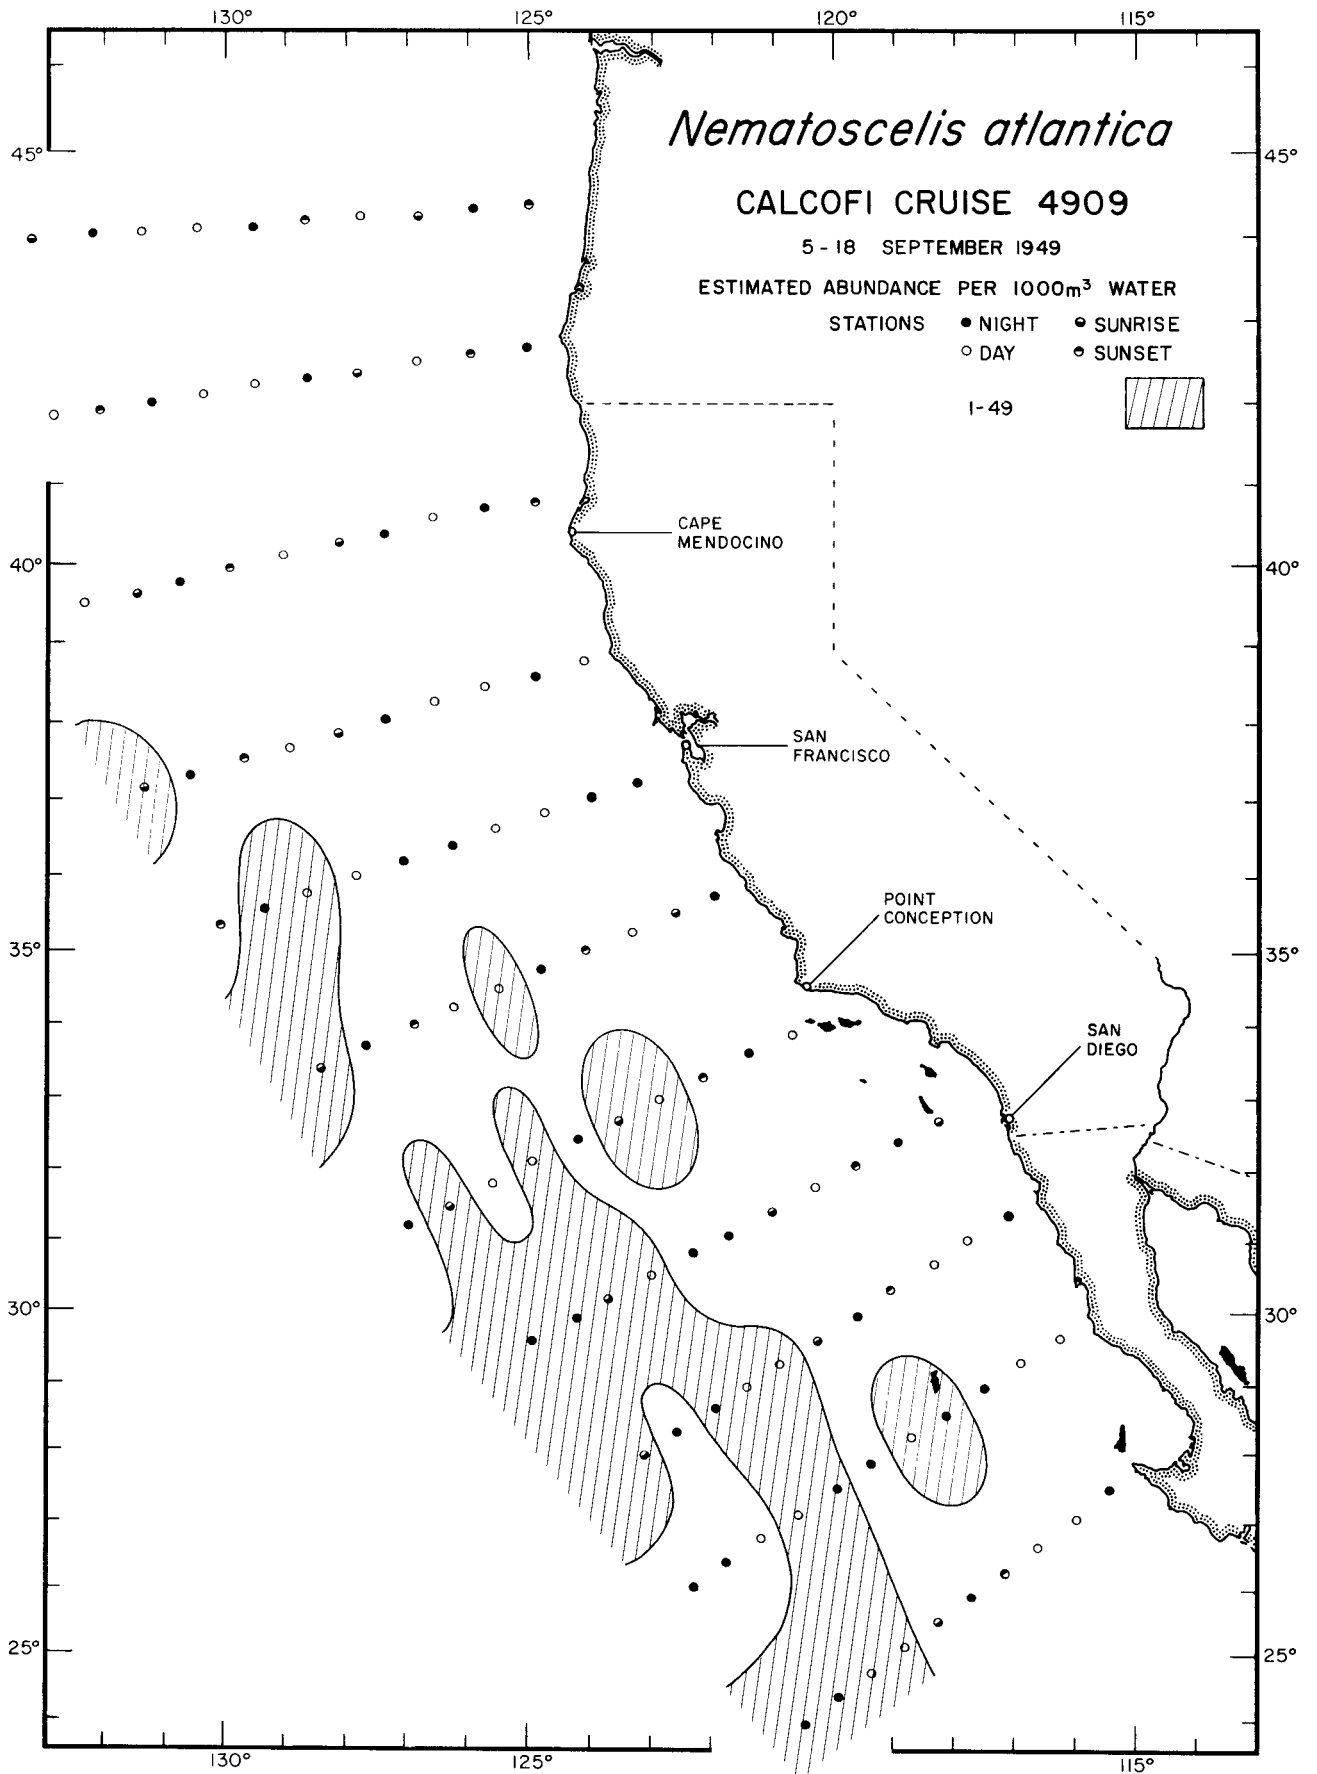 130° 125° 120° 115°
Nematoscelis atlantica
CALCOFI CRUISE 4909
5-18 SEPTEMBER 1949
ESTIMATED ABUNDANCE PER 1000m³ WATER
STATIONS ● NIGHT ◒ SUNRISE
○ DAY ◓ SUNSET
1-49
45° 45°
CAPE
MENDOCINO
40° 40°
SAN
FRANCISCO
POINT
CONCEPTION
35° 35°
SAN
DIEGO
30° 30°
25° 25°
130° 125° 115°